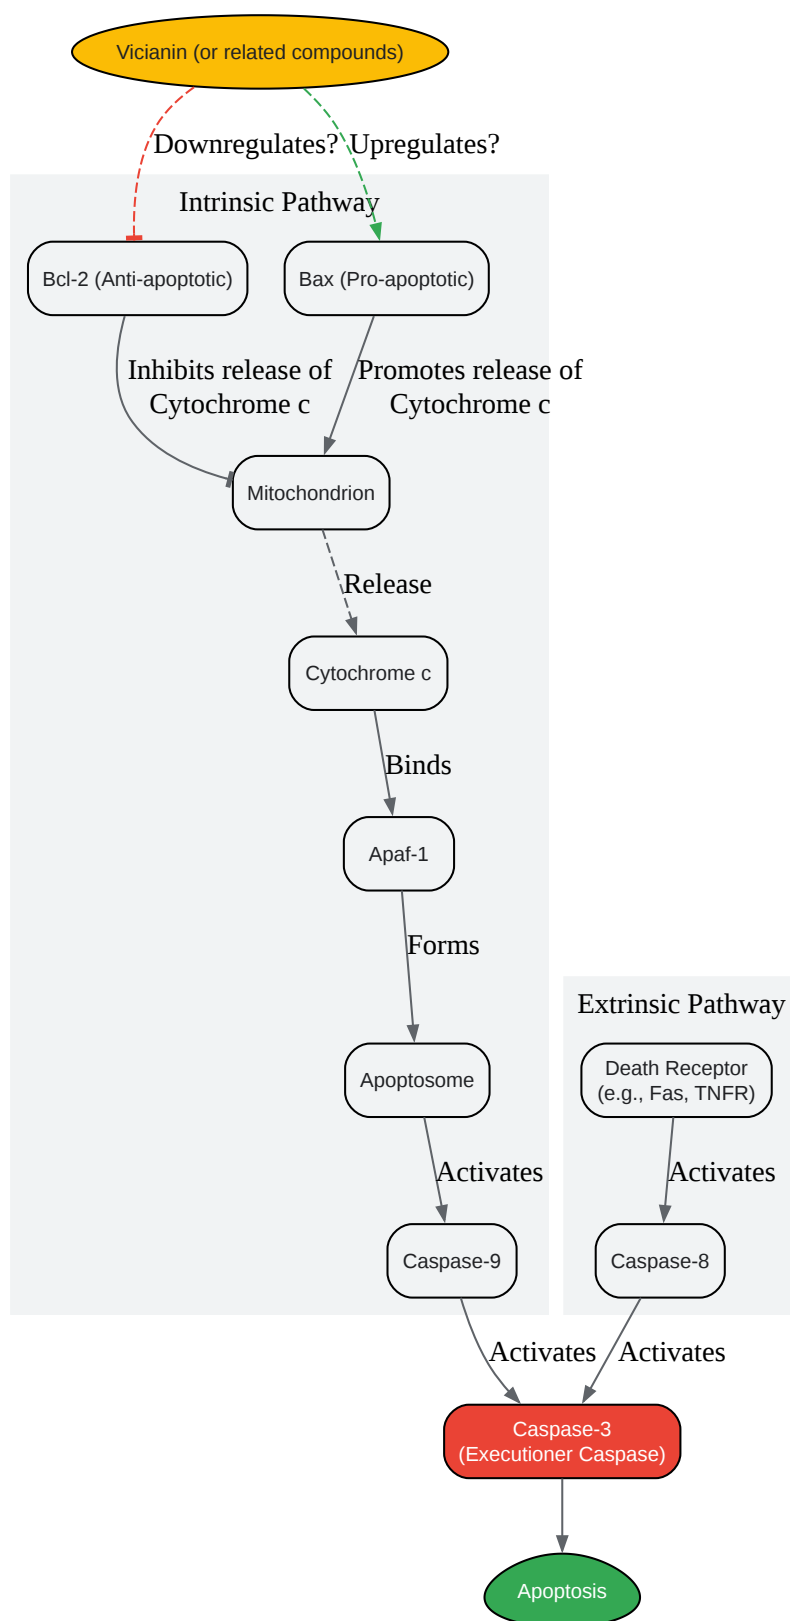 Vicianin (or related compounds)
Downregulates?
Upregulates?
Intrinsic Pathway
Bcl-2 (Anti-apoptotic)
Bax (Pro-apoptotic)
Inhibits release of
Cytochrome c
Promotes release of
Cytochrome c
Mitochondrion
Release
Cytochrome c
Binds
Apaf-1
Forms
Extrinsic Pathway
Apoptosome
Death Receptor
(e.g., Fas, TNFR)
Activates
Activates
Caspase-9
Caspase-8
Activates
Activates
Caspase-3
(Executioner Caspase)
Apoptosis